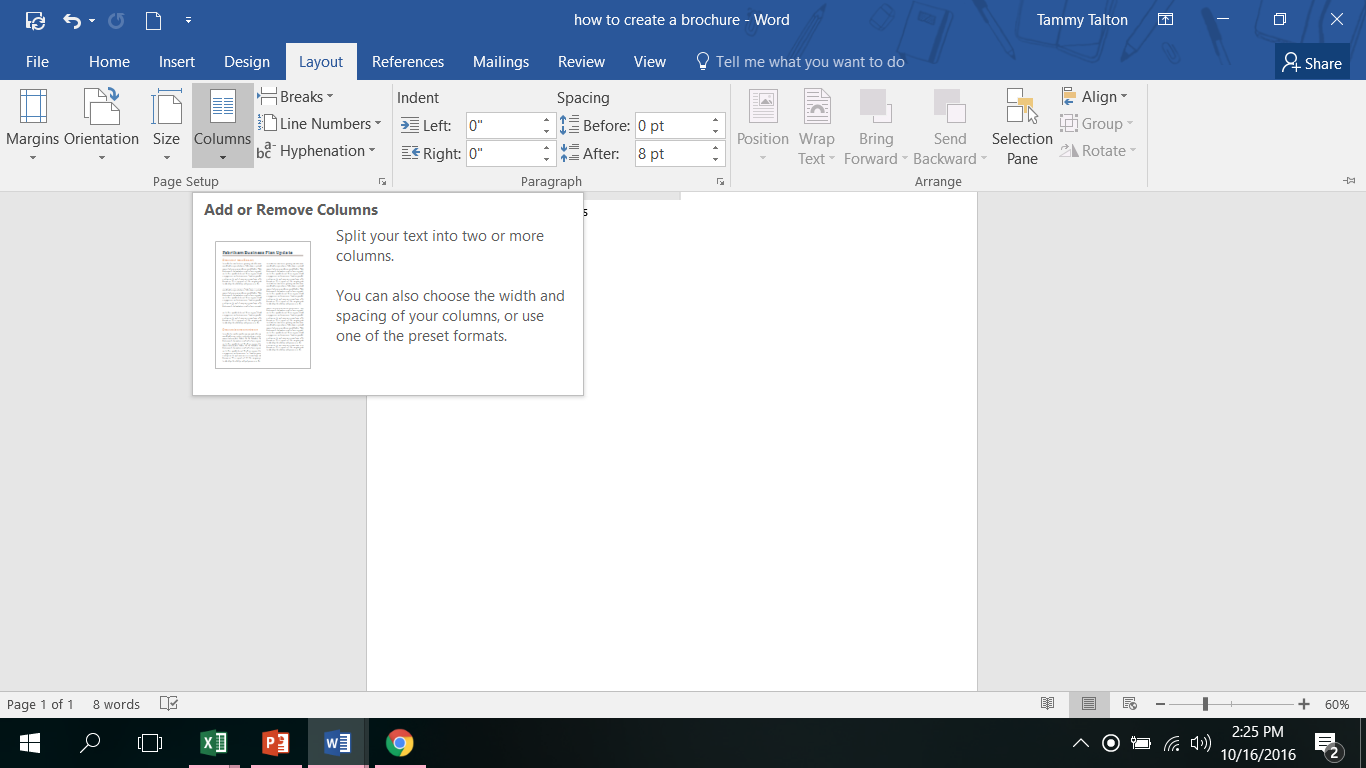 how to create a brochure - Word
Tammy Talton
File Home Insert Design Layout References Mailings Review View Tell me what you want to do
Share
Margins Orientation Size Columns
Breaks
Line Numbers
Hyphenation
Page Setup
Indent Spacing
Left: 0" Before: 0 pt
Right: 0" After: 8 pt
Paragraph
Position Wrap Text Bring Forward Send Backward Selection Pane
Align
Group
Rotate
Arrange
Add or Remove Columns
s
Split your text into two or more
columns.
You can also choose the width and
spacing of your columns, or use
one of the preset formats.
Page 1 of 1 8 words
60%
2:25 PM
10/16/2016
2